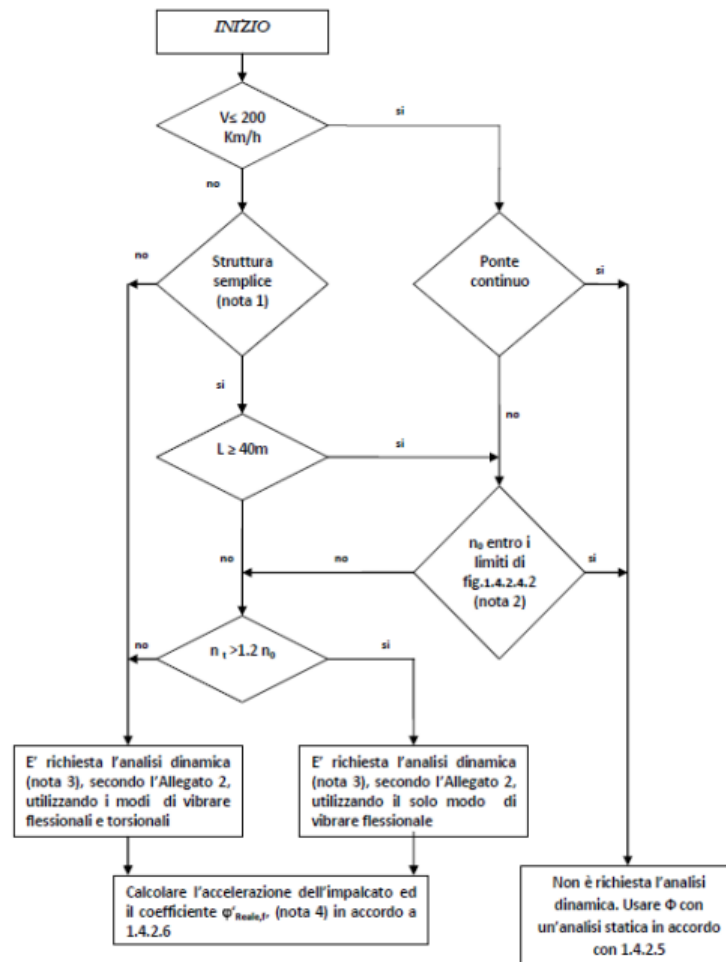 INIZIO
V≤ 200
Km/h
si
no
no
Struttura
semplice
(nota 1)
Ponte
continuo
si
si
no
L ≥ 40m
si
no
no
n₀ entro i
limiti di
fig.1.4.2.4.2
(nota 2)
si
no
n t >1.2 n₀
si
E' richiesta l'analisi dinamica
(nota 3), secondo l'Allegato 2,
utilizzando i modi di vibrare
flessionali e torsionali
E' richiesta l'analisi dinamica
(nota 3), secondo l'Allegato 2,
utilizzando il solo modo di
vibrare flessionale
Calcolare l'accelerazione dell'impalcato ed
il coefficiente φ'Reale,f, (nota 4) in accordo a
1.4.2.6
Non è richiesta l'analisi
dinamica. Usare Φ con
un'analisi statica in accordo
con 1.4.2.5